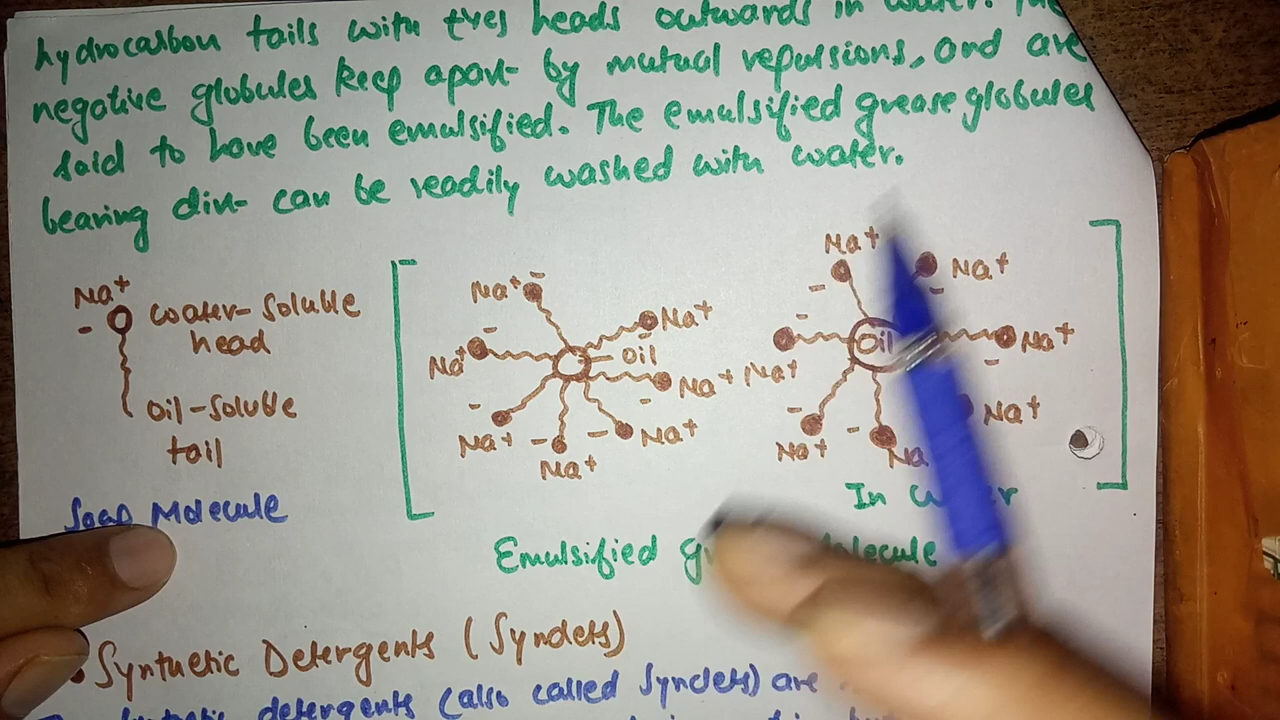 hydrocarbon tails with tves heads outwards in water. The
negative globules keep apart by mutual repulsions, and are
said to have been emulsified. The emulsified grease globules
bearing dirt can be readily washed with water.
Na⁺
- water-soluble
head
oil-soluble
tail
Soap Molecule
Na⁺ -
Na⁺
- Na⁺
Oil
- Na⁺
- Na⁺
- Na⁺
- Na⁺
Na⁺ -
Na⁺ -
- Na⁺
Oil
- Na⁺
- Na⁺
- Na
Na⁺
In
Emulsified Molecule
• Synthetic Detergents (Syndets)
detergents (also called Syndets) are